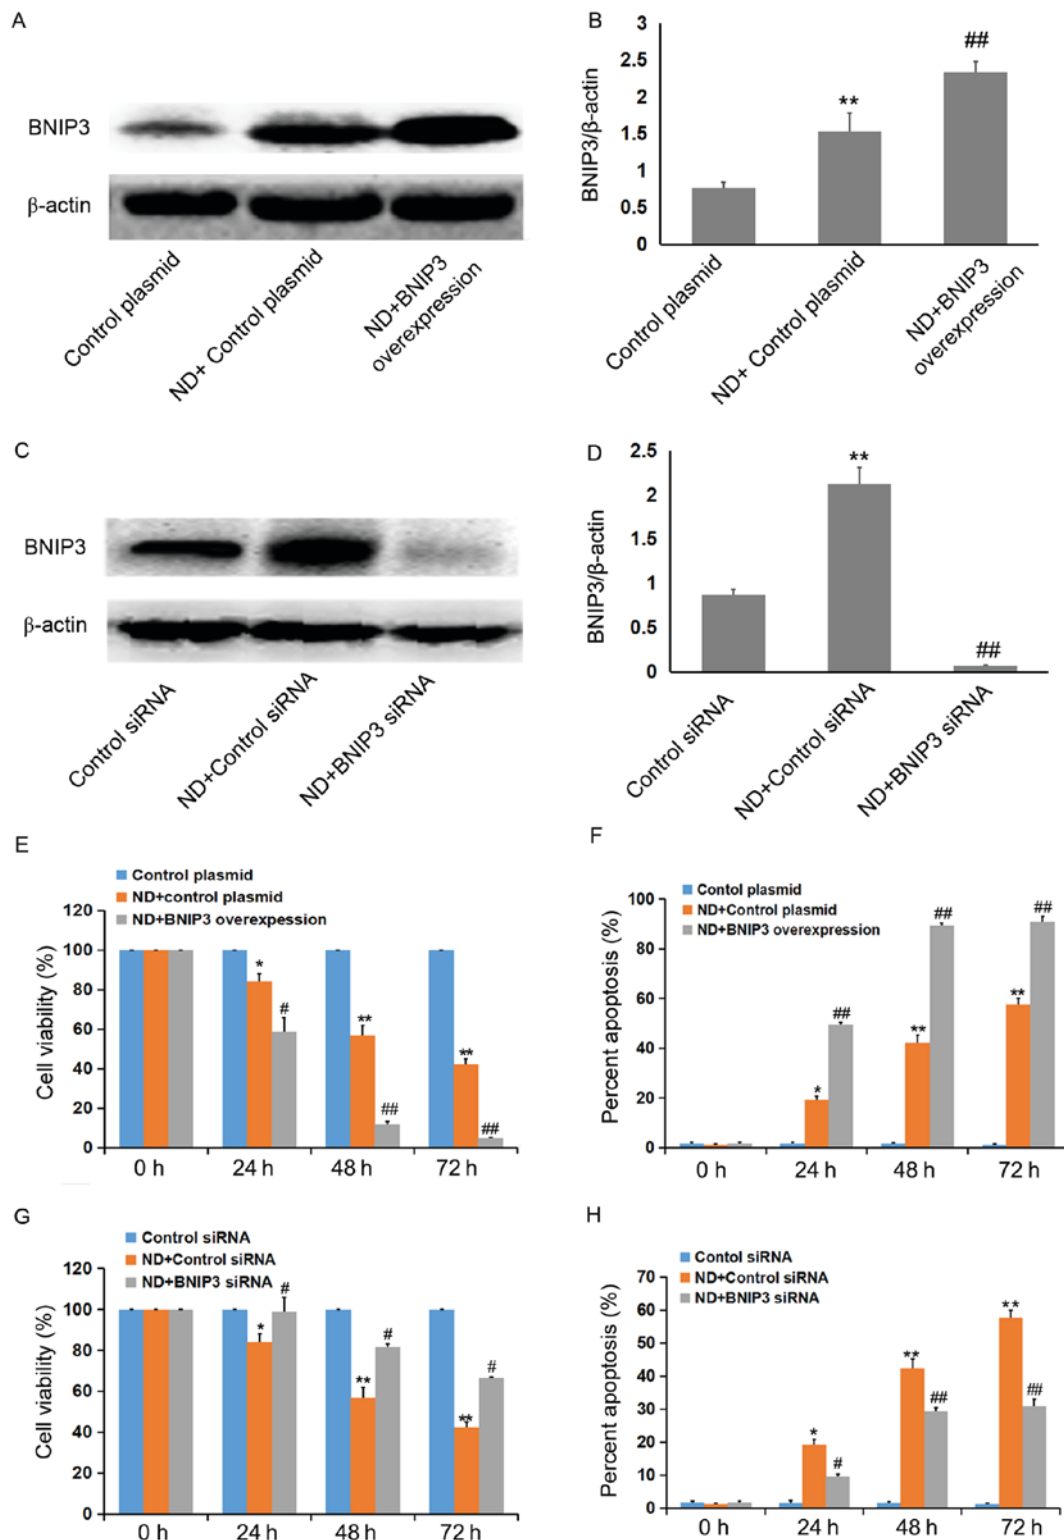 A
BNIP3
β-actin
Control plasmid
ND+ Control plasmid
ND+BNIP3
overexpression
B
BNIP3/β-actin
3
2.5
2
1.5
1
0.5
0
**
##
Control plasmid
ND+ Control plasmid
ND+BNIP3
overexpression
C
BNIP3
β-actin
Control siRNA
ND+Control siRNA
ND+BNIP3 siRNA
D
BNIP3/β-actin
2.5
2
1.5
1
0.5
0
**
##
Control siRNA
ND+Control siRNA
ND+BNIP3 siRNA
E
Control plasmid
ND+control plasmid
ND+BNIP3 overexpession
Cell viability (%)
120
100
80
60
40
20
0
*
#
**
##
**
##
0 h 24 h 48 h 72 h
F
Contol plasmid
ND+Control plasmid
ND+BNIP3 overexpression
Percent apoptosis (%)
100
80
60
40
20
0
*
##
**
##
**
##
0 h 24 h 48 h 72 h
G
Control siRNA
ND+Control siRNA
ND+BNIP3 siRNA
Cell viability (%)
120
100
80
60
40
20
0
*
#
**
#
**
#
0 h 24 h 48 h 72 h
H
Contol siRNA
ND+Control siRNA
ND+BNIP3 siRNA
Percent apoptosis (%)
70
60
50
40
30
20
10
0
*
#
**
##
**
##
0 h 24 h 48 h 72 h